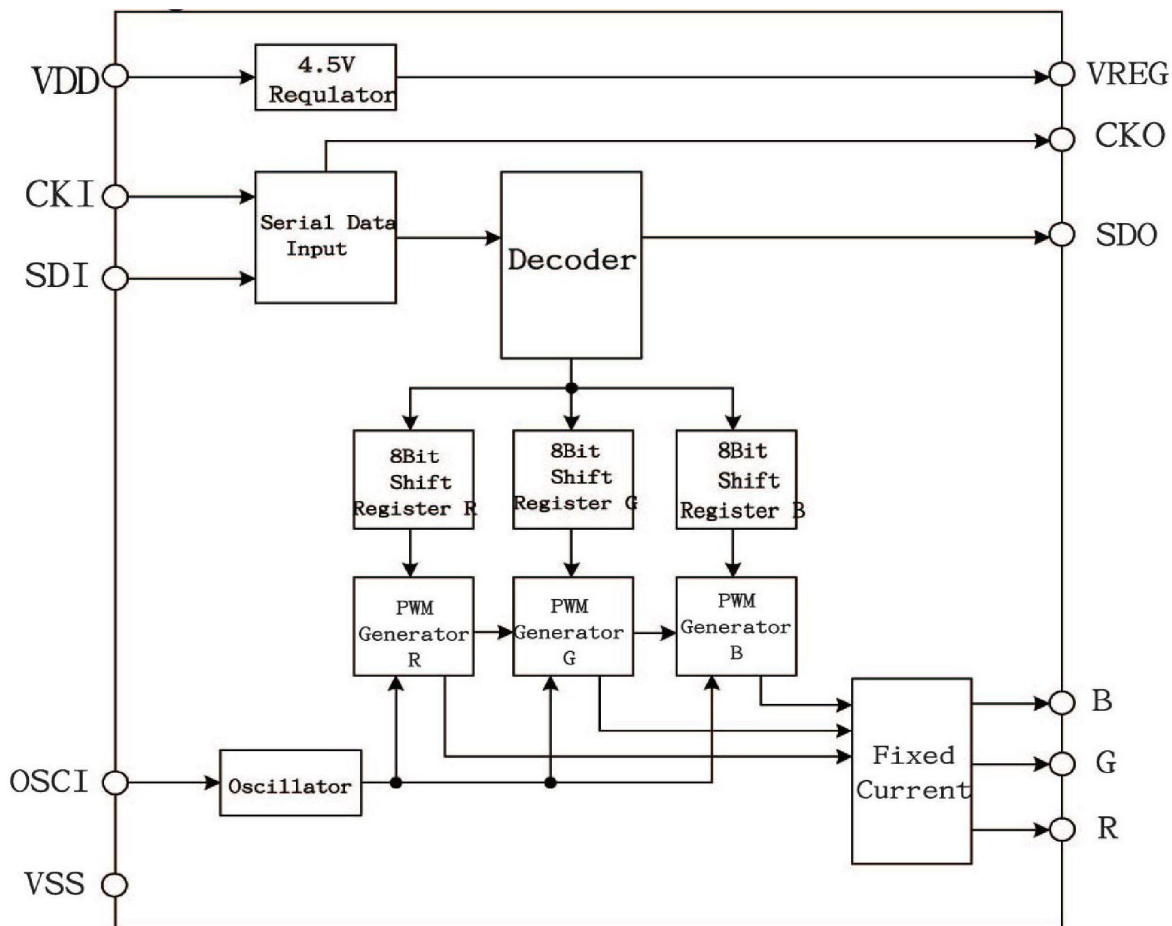 VDD
4.5V
Requlator
VREG
CKO
CKI
Serial Data
Input
Decoder
SDO
SDI
8Bit
Shift
Register R
8Bit
Shift
Register G
8Bit
Shift
Register B
PWM
Generator
R
PWM
Generator
G
PWM
Generator
B
OSCI
Oscillator
Fixed
Current
B
G
R
VSS